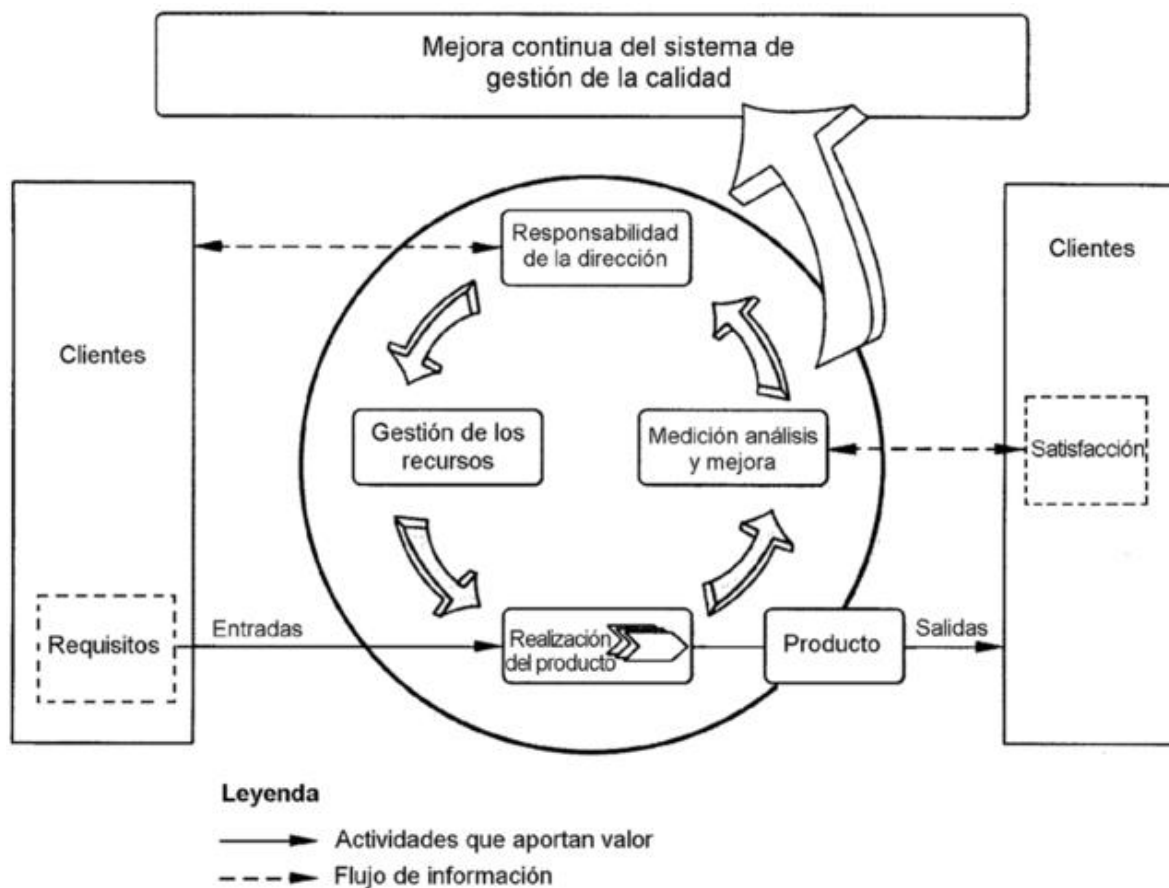 Mejora continua del sistema de
gestión de la calidad
Clientes
Requisitos
Entradas
Responsabilidad
de la dirección
Gestión de los
recursos
Medición análisis
y mejora
Realización
del producto
Producto
Salidas
Clientes
Satisfacción
Leyenda
Actividades que aportan valor
Flujo de información